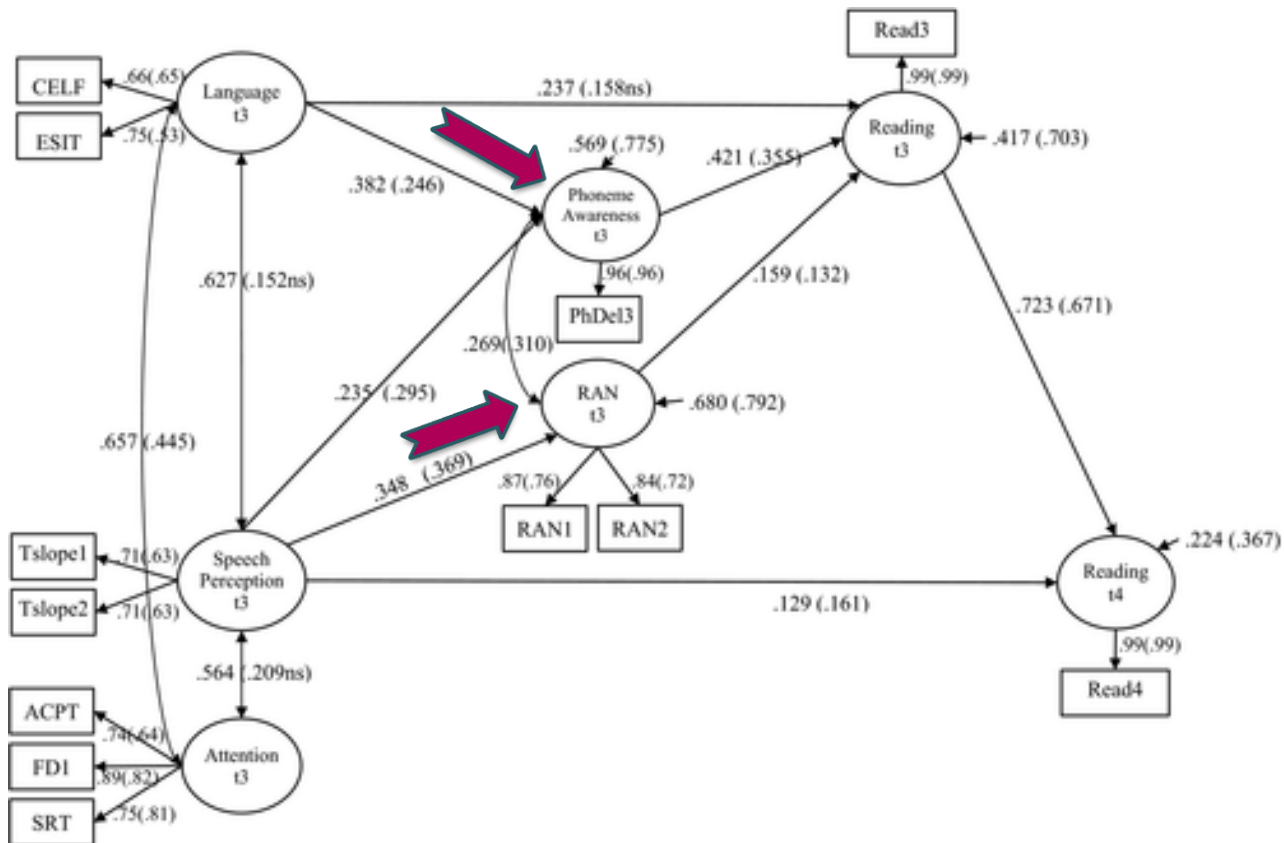 Read3
.99(.99)
CELF
.66(.65)
Language
t3
.237 (.158ns)
ESIT
.75(.53)
Reading
t3
.417 (.703)
.569 (.775)
.421 (.355)
.382 (.246)
Phoneme
Awareness
t3
.96(.96)
.159 (.132)
.627 (.152ns)
PhDel3
.723 (.671)
.269(.310)
.235 (.295)
RAN
t3
.680 (.792)
.657 (.445)
.348 (.369)
.87(.76)
.84(.72)
RAN1
RAN2
Tslope1
.71(.63)
Speech
Perception
t3
.224 (.367)
Reading
t4
Tslope2
.71(.63)
.129 (.161)
.99(.99)
.564 (.209ns)
Read4
ACPT
.74(.64)
Attention
t3
FD1
.89(.82)
SRT
.75(.81)